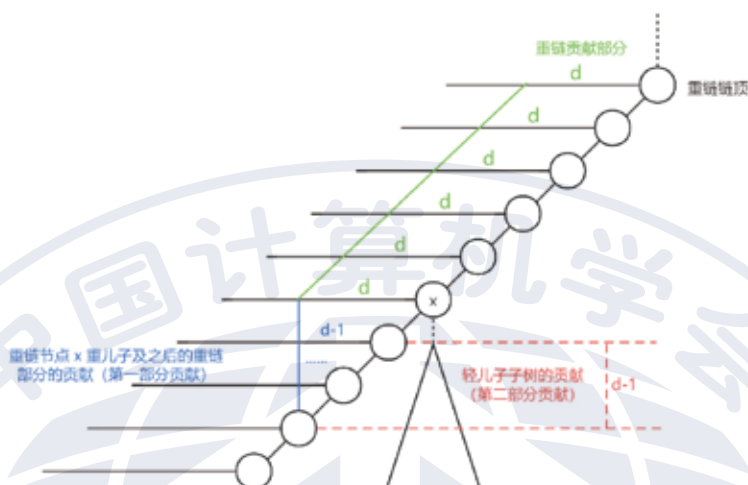 重链贡献部分
d
重链链顶
d
d
d
d
d
x
d-1
重链节点 x 重儿子及之后的重链
部分的贡献（第一部分贡献）
......
轻儿子子树的贡献
（第二部分贡献）
d-1
中国计算机学会